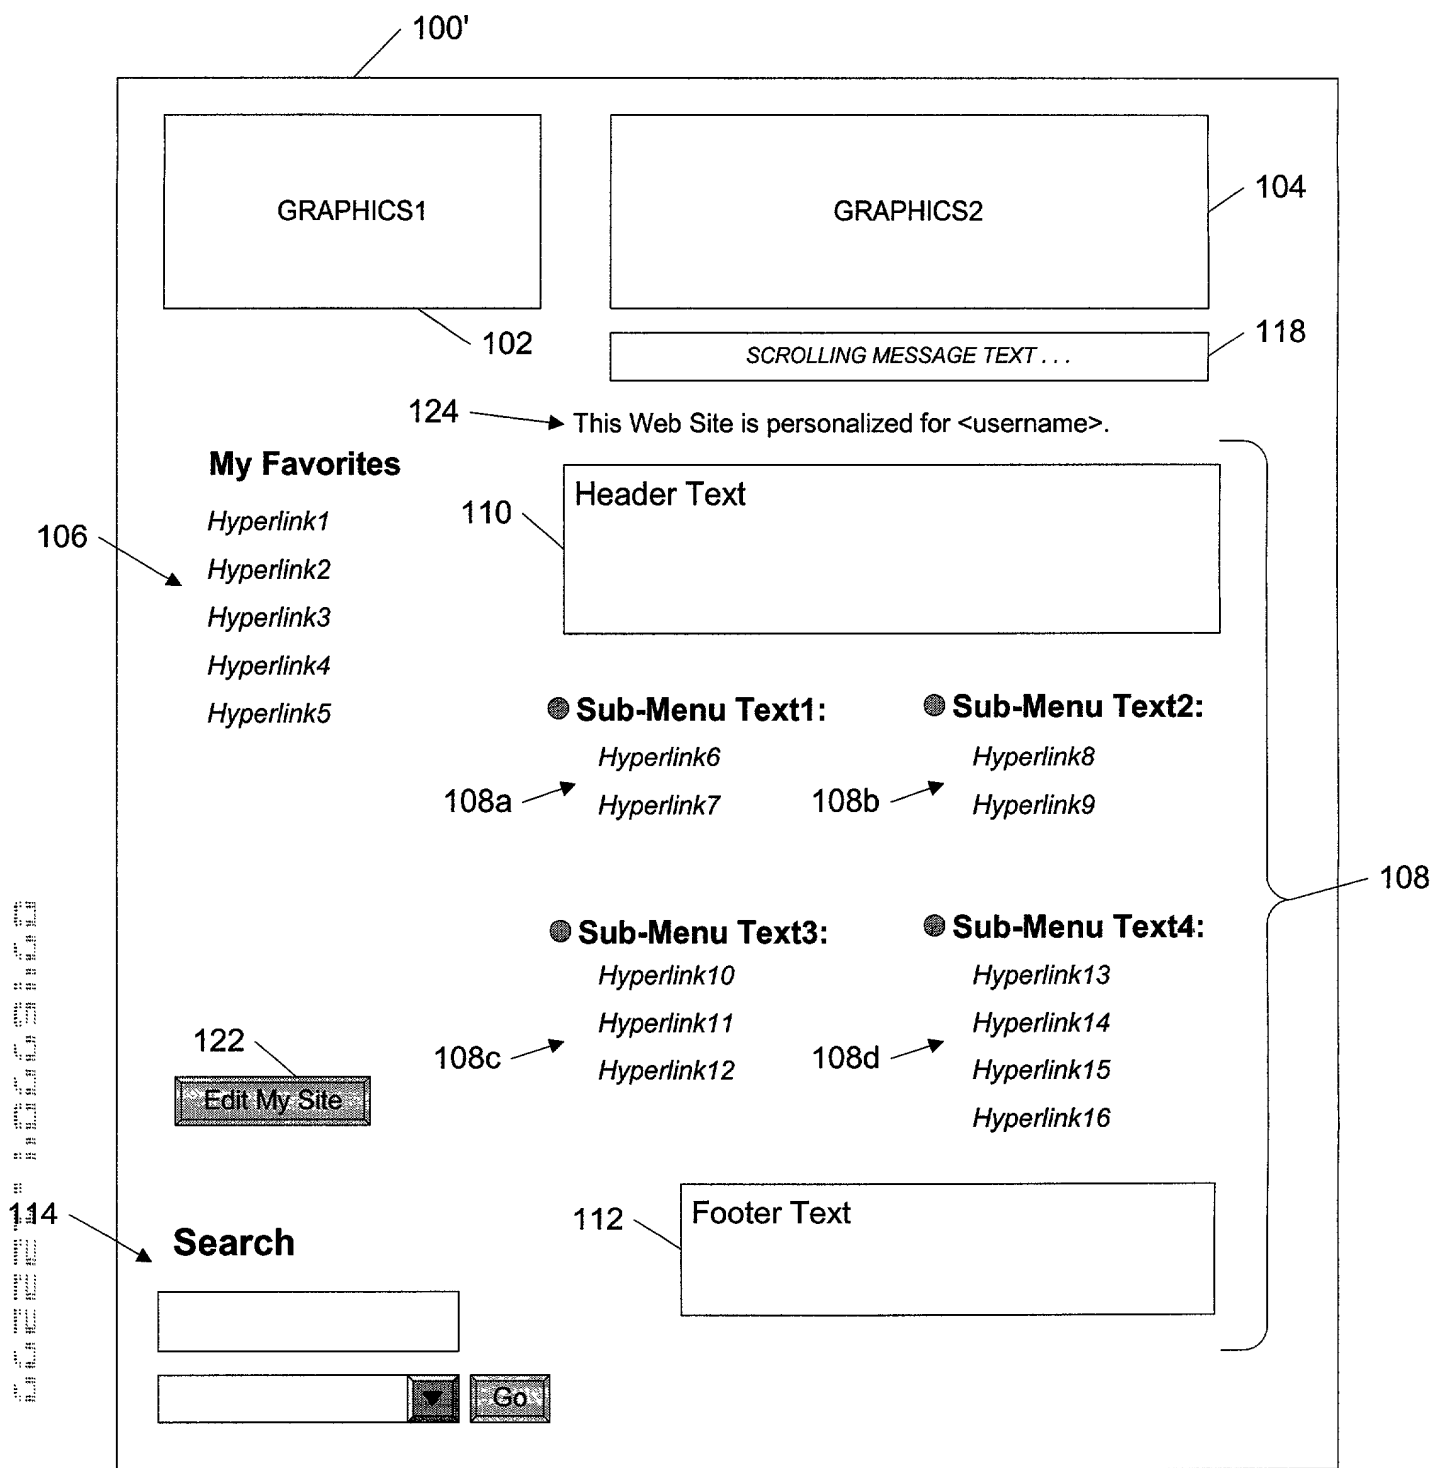 100'
GRAPHICS1
GRAPHICS2
104
102
118
SCROLLING MESSAGE TEXT . . .
124
This Web Site is personalized for <username>.
My Favorites
Hyperlink1
Hyperlink2
Hyperlink3
Hyperlink4
Hyperlink5
106
110
Header Text
Sub-Menu Text1:
Hyperlink6
Hyperlink7
108a
Sub-Menu Text2:
Hyperlink8
Hyperlink9
108b
108
Sub-Menu Text3:
Hyperlink10
Hyperlink11
Hyperlink12
108c
Sub-Menu Text4:
Hyperlink13
Hyperlink14
Hyperlink15
Hyperlink16
108d
122
Edit My Site
114
Search
112
Footer Text
Go